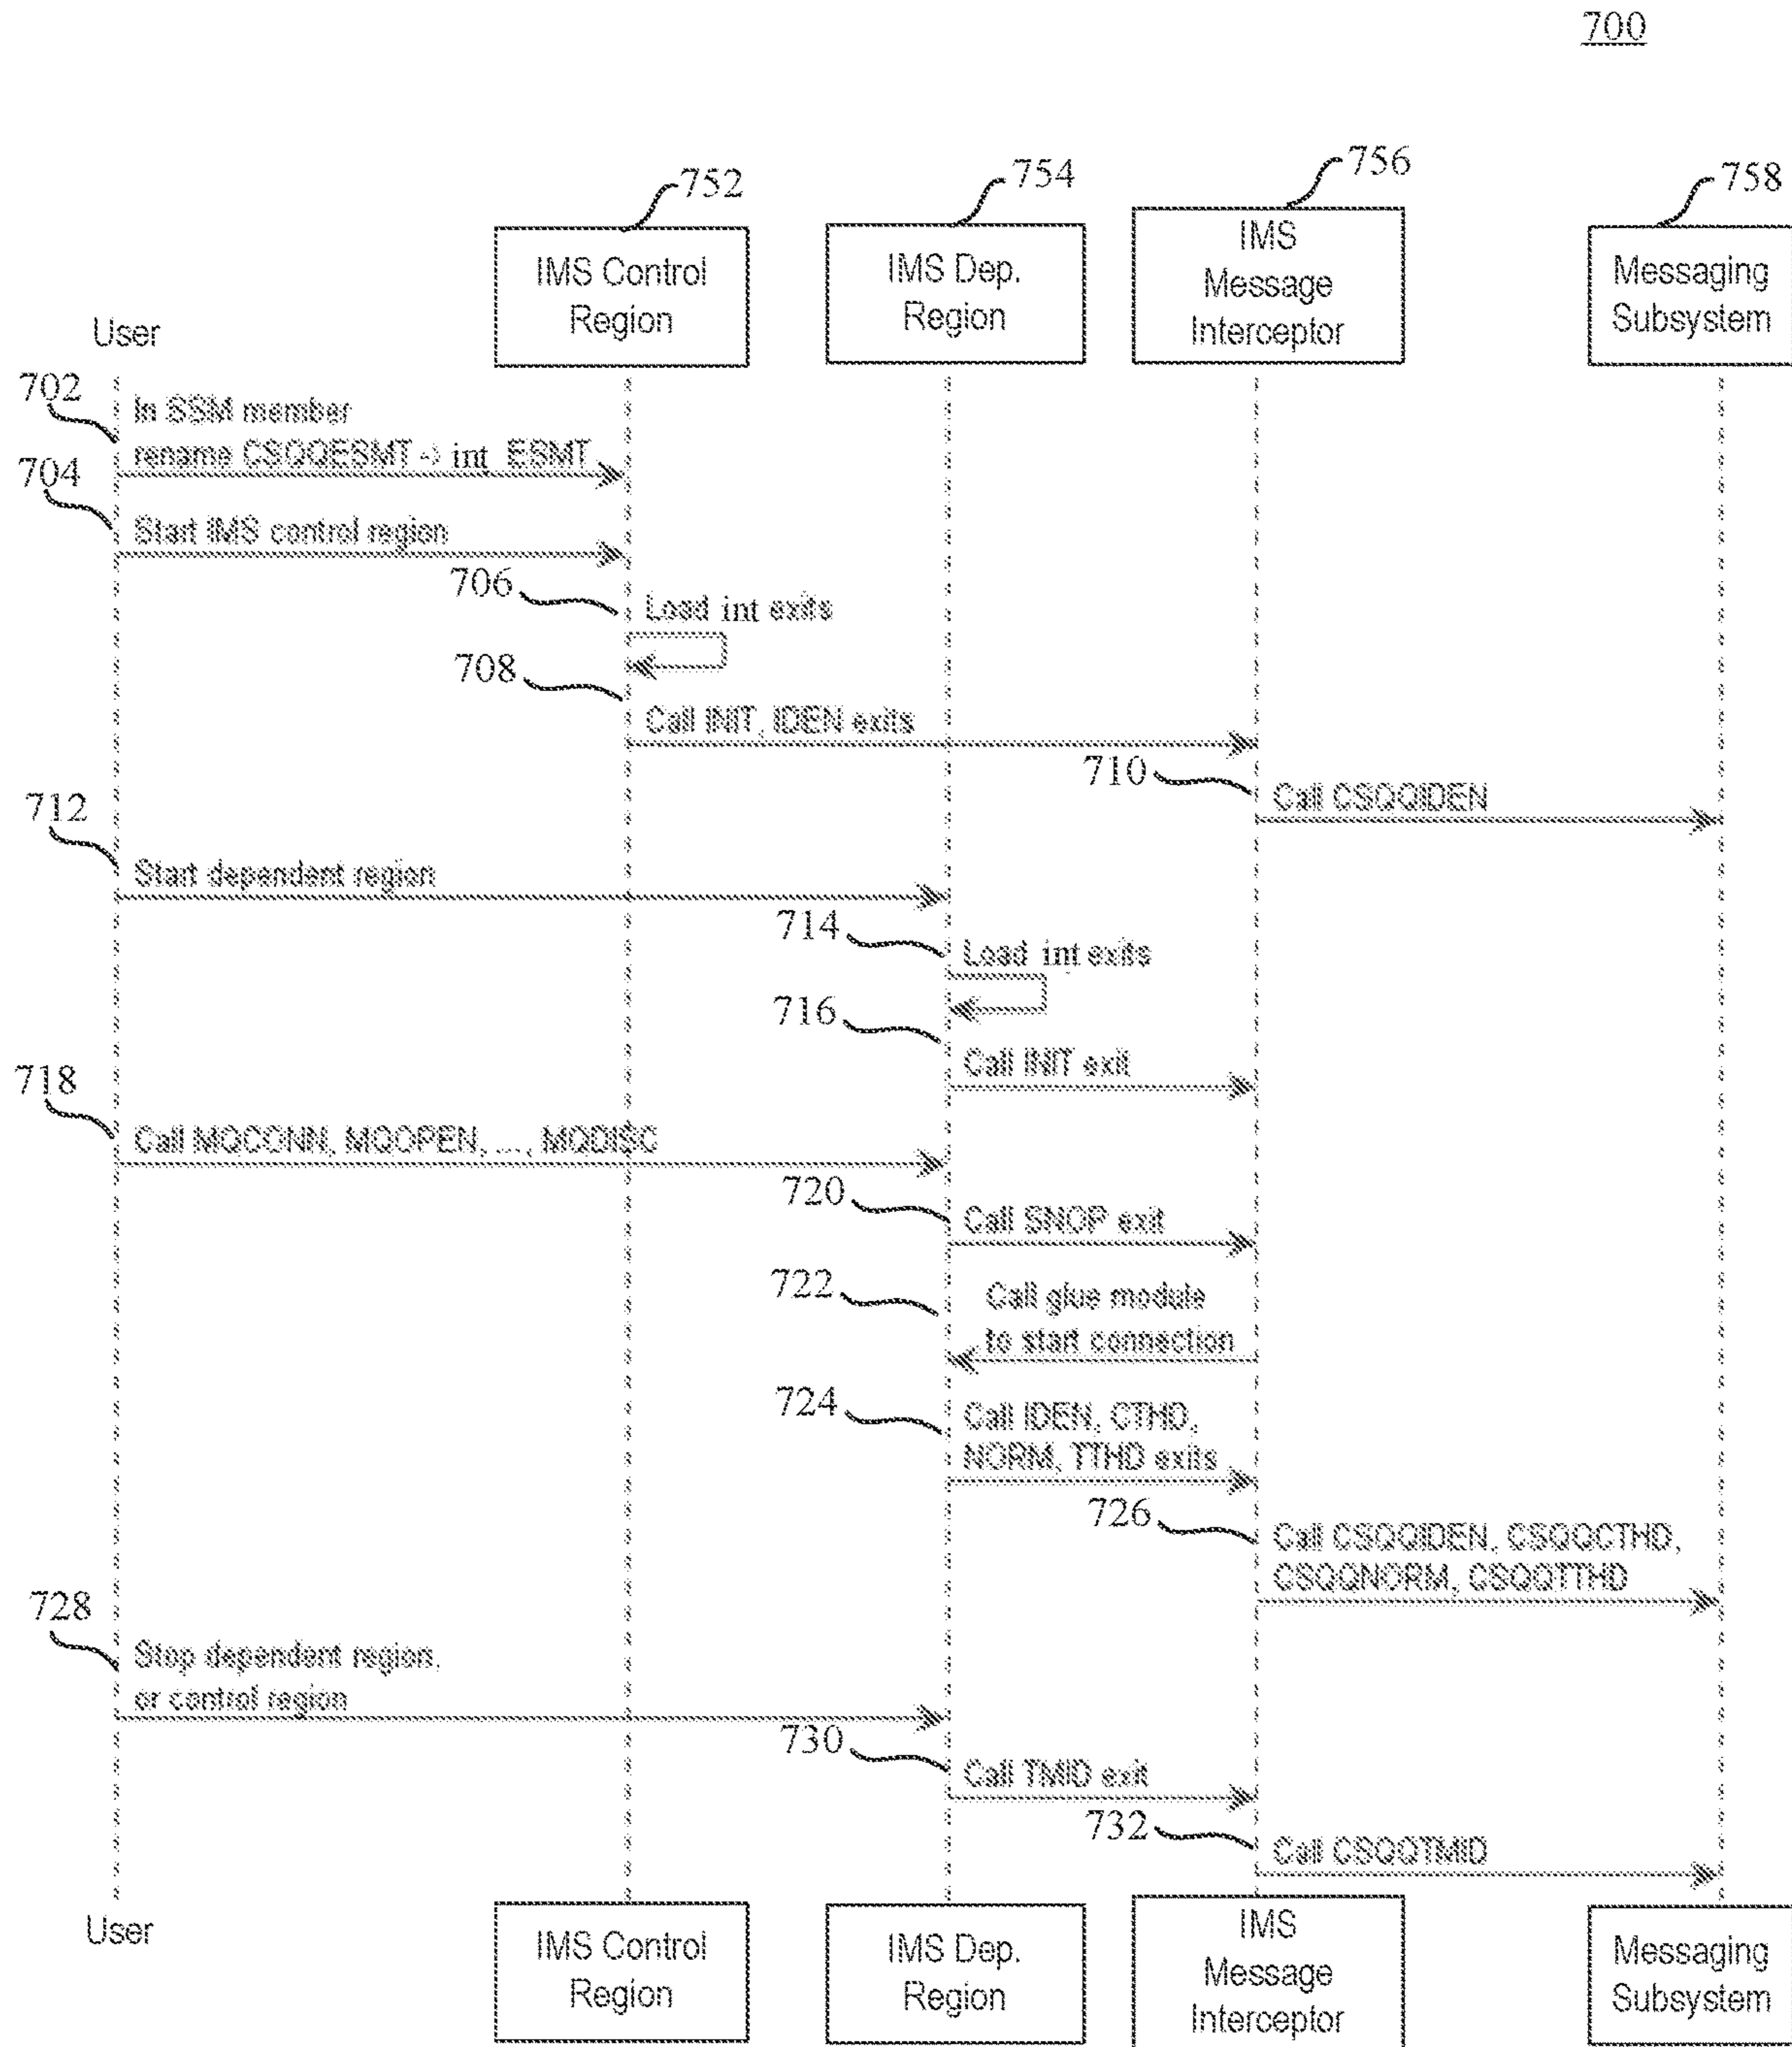 700
752
754
756
758
User
IMS Control
Region
IMS Dep.
Region
IMS
Message
Interceptor
Messaging
Subsystem
702
In SSM member
rename CSQQESMT -> int_ESMT
704
Start IMS control region
706
Load int exits
708
Call INIT, IDEN exits
710
Call CSQQIDEN
712
Start dependent region
714
Load int exits
716
Call INIT exit
718
Call MQCONN, MQOPEN, ..., MQDISC
720
Call SNOP exit
722
Call glue module
to start connection
724
Call IDEN, CTHD,
NORM, TTHD exits
726
Call CSQQIDEN, CSQQCTHD,
CSQQNORM, CSQQTTHD
728
Stop dependent region,
or control region
730
Call TMID exit
732
Call CSQQTMID
User
IMS Control
Region
IMS Dep.
Region
IMS
Message
Interceptor
Messaging
Subsystem